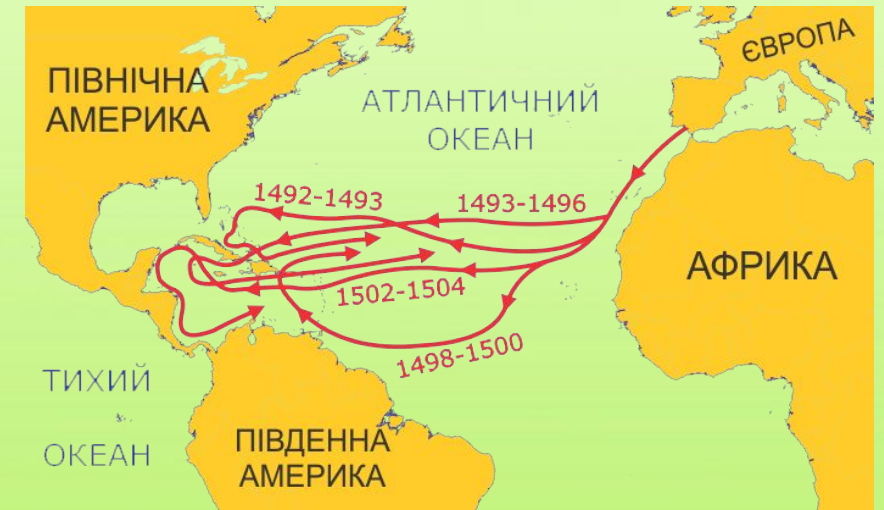 ПІВНІЧНА
АМЕРИКА
АТЛАНТИЧНИЙ
ОКЕАН
ЄВРОПА
1492-1493
1493-1496
АФРИКА
1502-1504
1498-1500
ТИХИЙ
ОКЕАН
ПІВДЕННА
АМЕРИКА